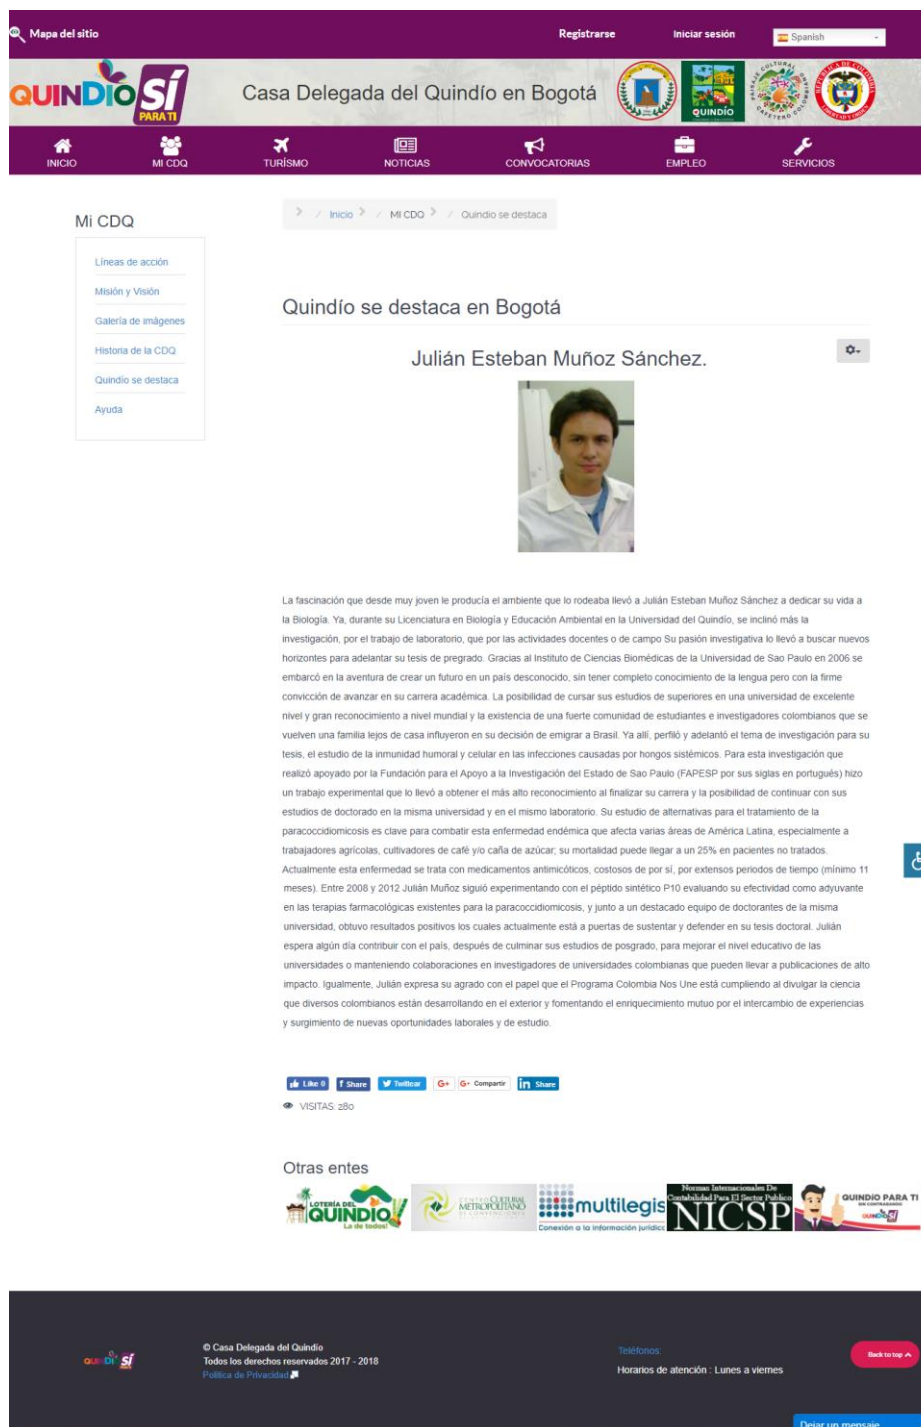 Mapa del sitio
Registrarse
Iniciar sesión
Spanish
QUINDÍO SÍ
PARA TI
Casa Delegada del Quindío en Bogotá
QUINDÍO
INICIO
MI CDQ
TURÍSMO
NOTICIAS
CONVOCATORIAS
EMPLEO
SERVICIOS
Mi CDQ
Líneas de acción
Misión y Visión
Galería de imágenes
Historia de la CDQ
Quindío se destaca
Ayuda
/ Inicio / MI CDQ / Quindio se destaca
Quindío se destaca en Bogotá
Julián Esteban Muñoz Sánchez.
La fascinación que desde muy joven le producía el ambiente que lo rodeaba llevó a Julián Esteban Muñoz Sánchez a dedicar su vida a
la Biología. Ya, durante su Licenciatura en Biología y Educación Ambiental en la Universidad del Quindío, se inclinó más la
investigación, por el trabajo de laboratorio, que por las actividades docentes o de campo Su pasión investigativa lo llevó a buscar nuevos
horizontes para adelantar su tesis de pregrado. Gracias al Instituto de Ciencias Biomédicas de la Universidad de Sao Paulo en 2006 se
embarcó en la aventura de crear un futuro en un país desconocido, sin tener completo conocimiento de la lengua pero con la firme
convicción de avanzar en su carrera académica. La posibilidad de cursar sus estudios de superiores en una universidad de excelente
nivel y gran reconocimiento a nivel mundial y la existencia de una fuerte comunidad de estudiantes e investigadores colombianos que se
vuelven una familia lejos de casa influyeron en su decisión de emigrar a Brasil. Ya allí, perfiló y adelantó el tema de investigación para su
tesis, el estudio de la inmunidad humoral y celular en las infecciones causadas por hongos sistémicos. Para esta investigación que
realizó apoyado por la Fundación para el Apoyo a la Investigación del Estado de Sao Paulo (FAPESP por sus siglas en portugués) hizo
un trabajo experimental que lo llevó a obtener el más alto reconocimiento al finalizar su carrera y la posibilidad de continuar con sus
estudios de doctorado en la misma universidad y en el mismo laboratorio. Su estudio de alternativas para el tratamiento de la
paracoccidiomicosis es clave para combatir esta enfermedad endémica que afecta varias áreas de América Latina, especialmente a
trabajadores agrícolas, cultivadores de café y/o caña de azúcar; su mortalidad puede llegar a un 25% en pacientes no tratados.
Actualmente esta enfermedad se trata con medicamentos antimicóticos, costosos de por sí, por extensos periodos de tiempo (mínimo 11
meses). Entre 2008 y 2012 Julián Muñoz siguió experimentando con el péptido sintético P10 evaluando su efectividad como adyuvante
en las terapias farmacológicas existentes para la paracoccidiomicosis, y junto a un destacado equipo de doctorantes de la misma
universidad, obtuvo resultados positivos los cuales actualmente está a puertas de sustentar y defender en su tesis doctoral. Julián
espera algún día contribuir con el país, después de culminar sus estudios de posgrado, para mejorar el nivel educativo de las
universidades o manteniendo colaboraciones en investigadores de universidades colombianas que pueden llevar a publicaciones de alto
impacto. Igualmente, Julián expresa su agrado con el papel que el Programa Colombia Nos Une está cumpliendo al divulgar la ciencia
que diversos colombianos están desarrollando en el exterior y fomentando el enriquecimiento mutuo por el intercambio de experiencias
y surgimiento de nuevas oportunidades laborales y de estudio.
Like 0
Share
Twittear
G+
G+ Compartir
in Share
VISITAS: 280
Otras entes
LOTERÍA DEL
QUINDIO
La de todos!
CENTRO CULTURAL
METROPOLITANO
DE CONVENCIONES
multilegis
Conexión a la información jurídica
Normas Internacionales De
Contabilidad Para El Sector Publico
NICSP
QUINDÍO PARA TI
SIN CONTRABANDO
© Casa Delegada del Quindío
Todos los derechos reservados 2017 - 2018
Política de Privacidad
Teléfonos:
Horarios de atención : Lunes a viernes
Back to top
Dejar un mensaje